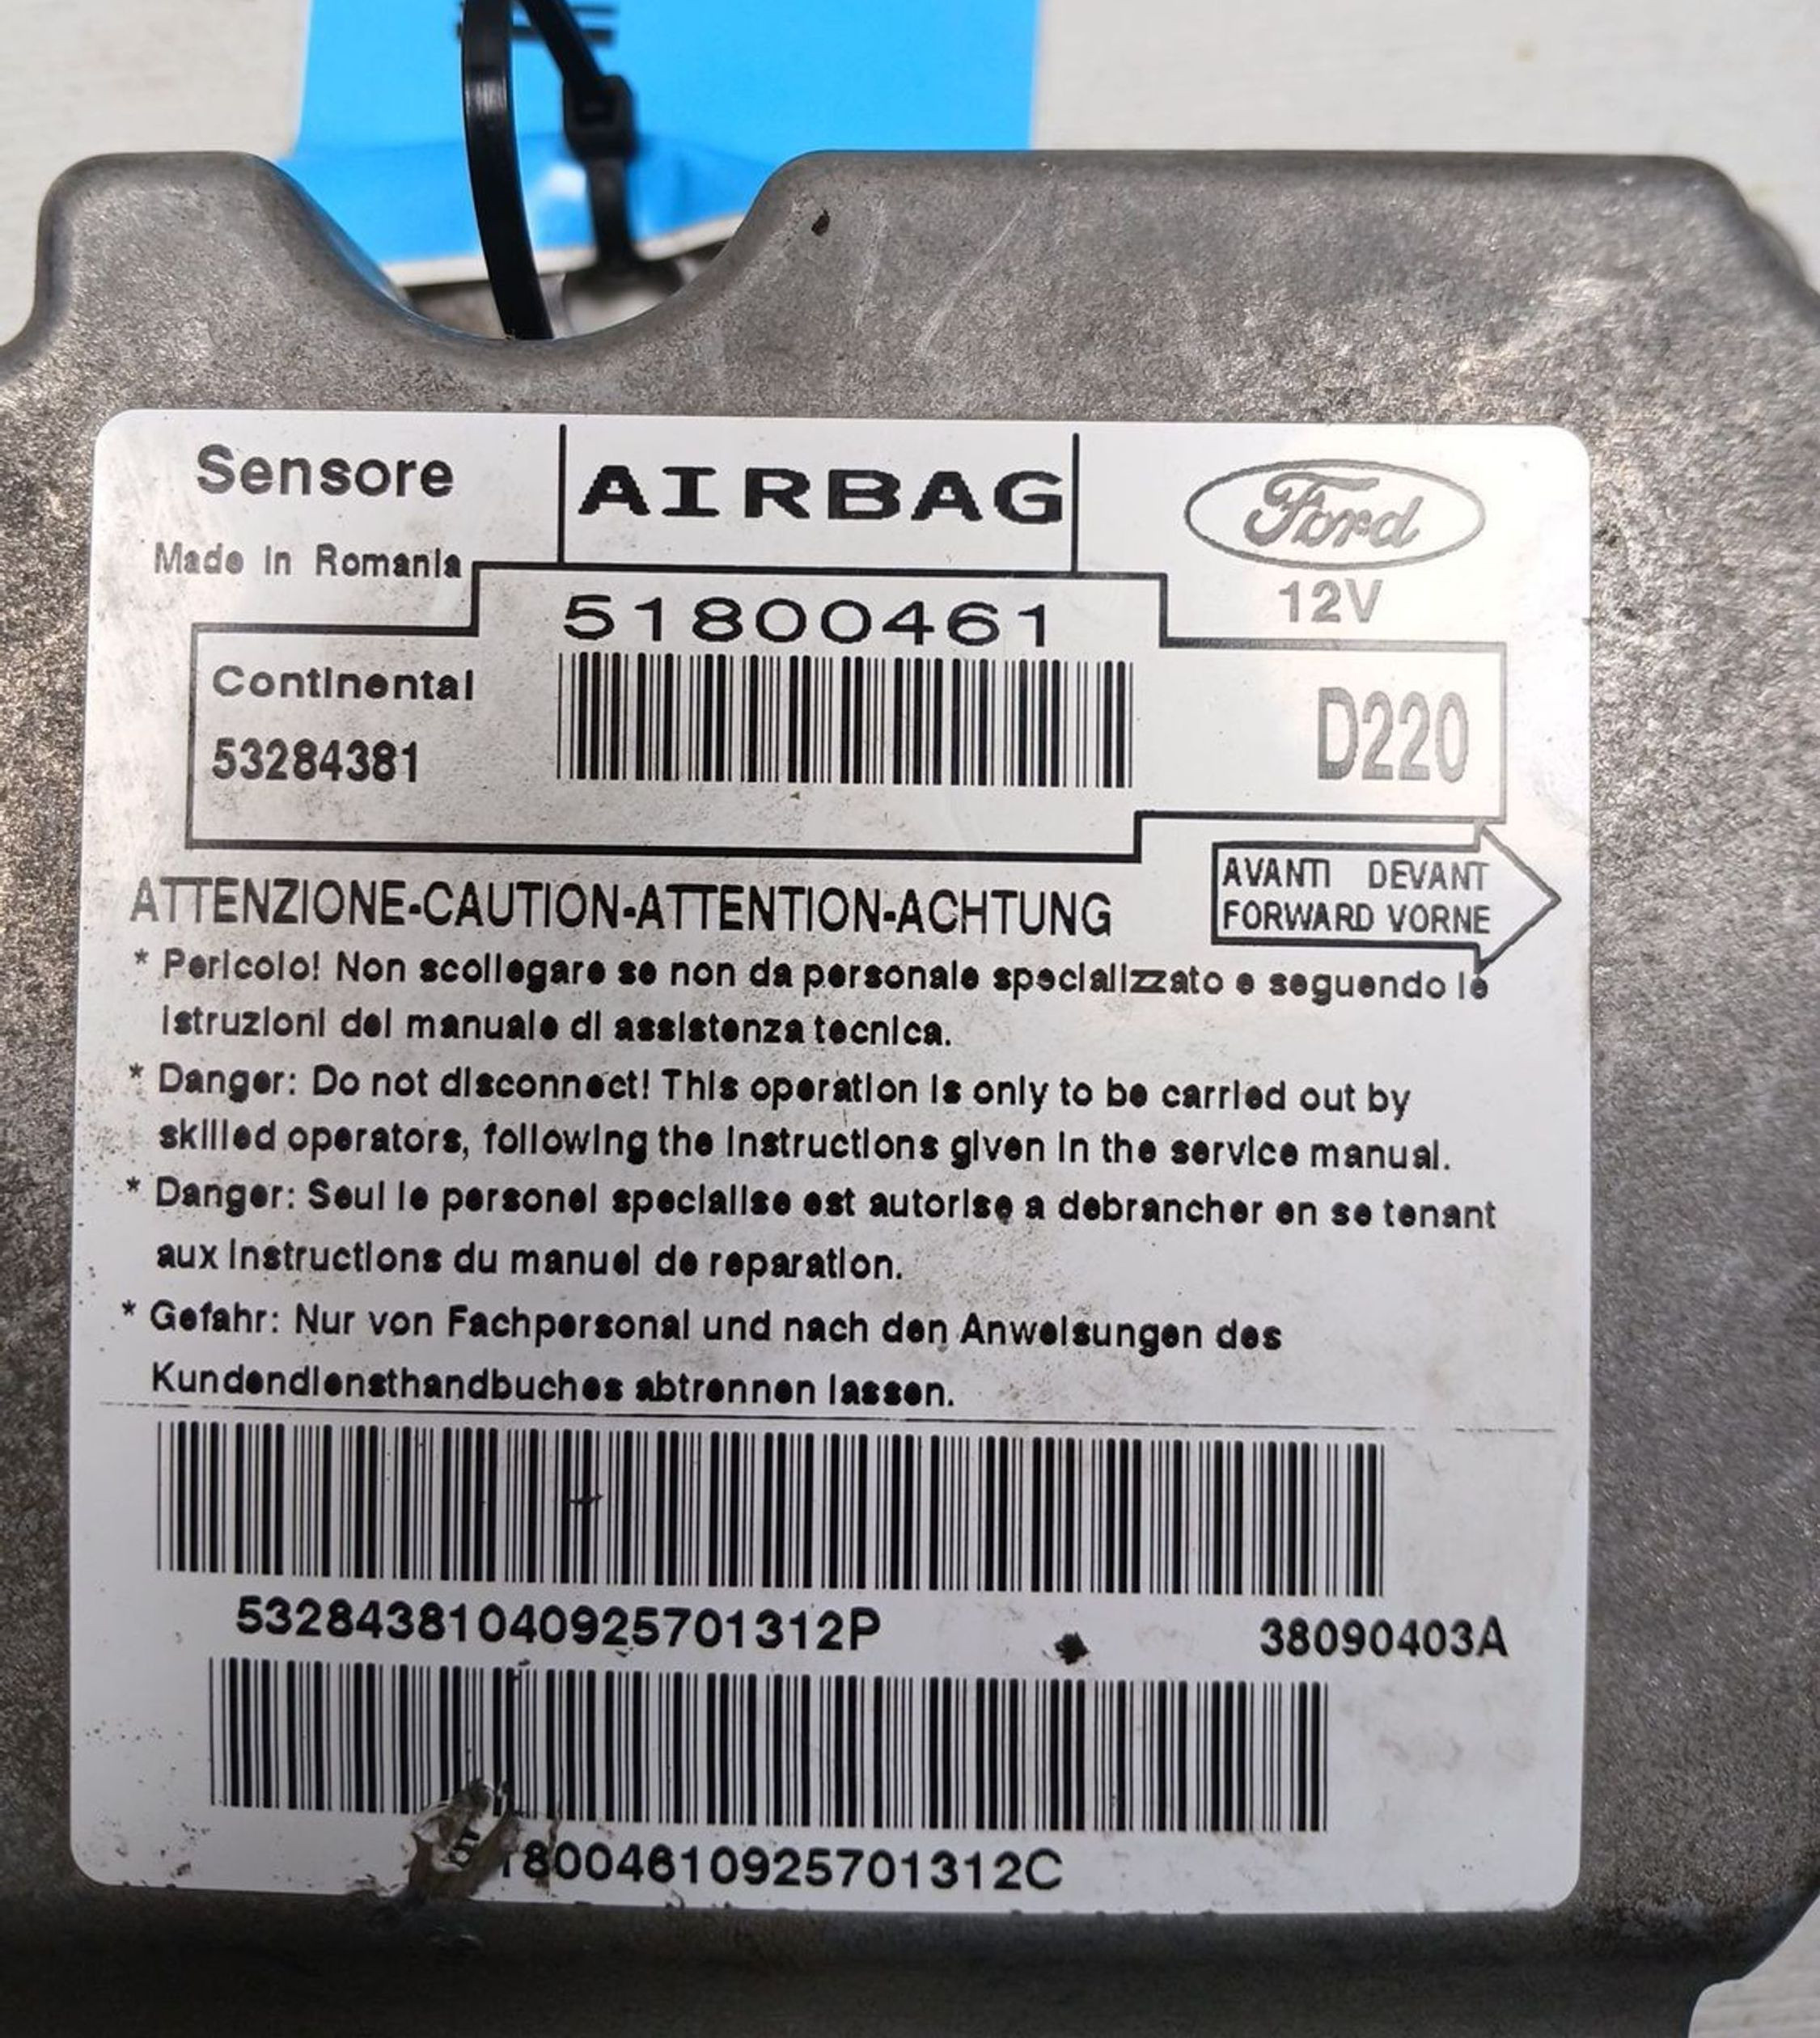 Sensore
AIRBAG
Ford
Made in Romania
12V
51800461
Continental
53284381
D220
AVANTI DEVANT
FORWARD VORNE
ATTENZIONE-CAUTION-ATTENTION-ACHTUNG
* Pericolo! Non scollegare se non da personale specializzato e seguendo le
istruzioni del manuale di assistenza tecnica.
* Danger: Do not disconnect! This operation is only to be carried out by
skilled operators, following the instructions given in the service manual.
* Danger: Seul le personel specialise est autorise a debrancher en se tenant
aux instructions du manuel de reparation.
* Gefahr: Nur von Fachpersonal und nach den Anweisungen des
Kundendiensthandbuches abtrennen lassen.
53284381040925701312P
38090403A
18004610925701312C